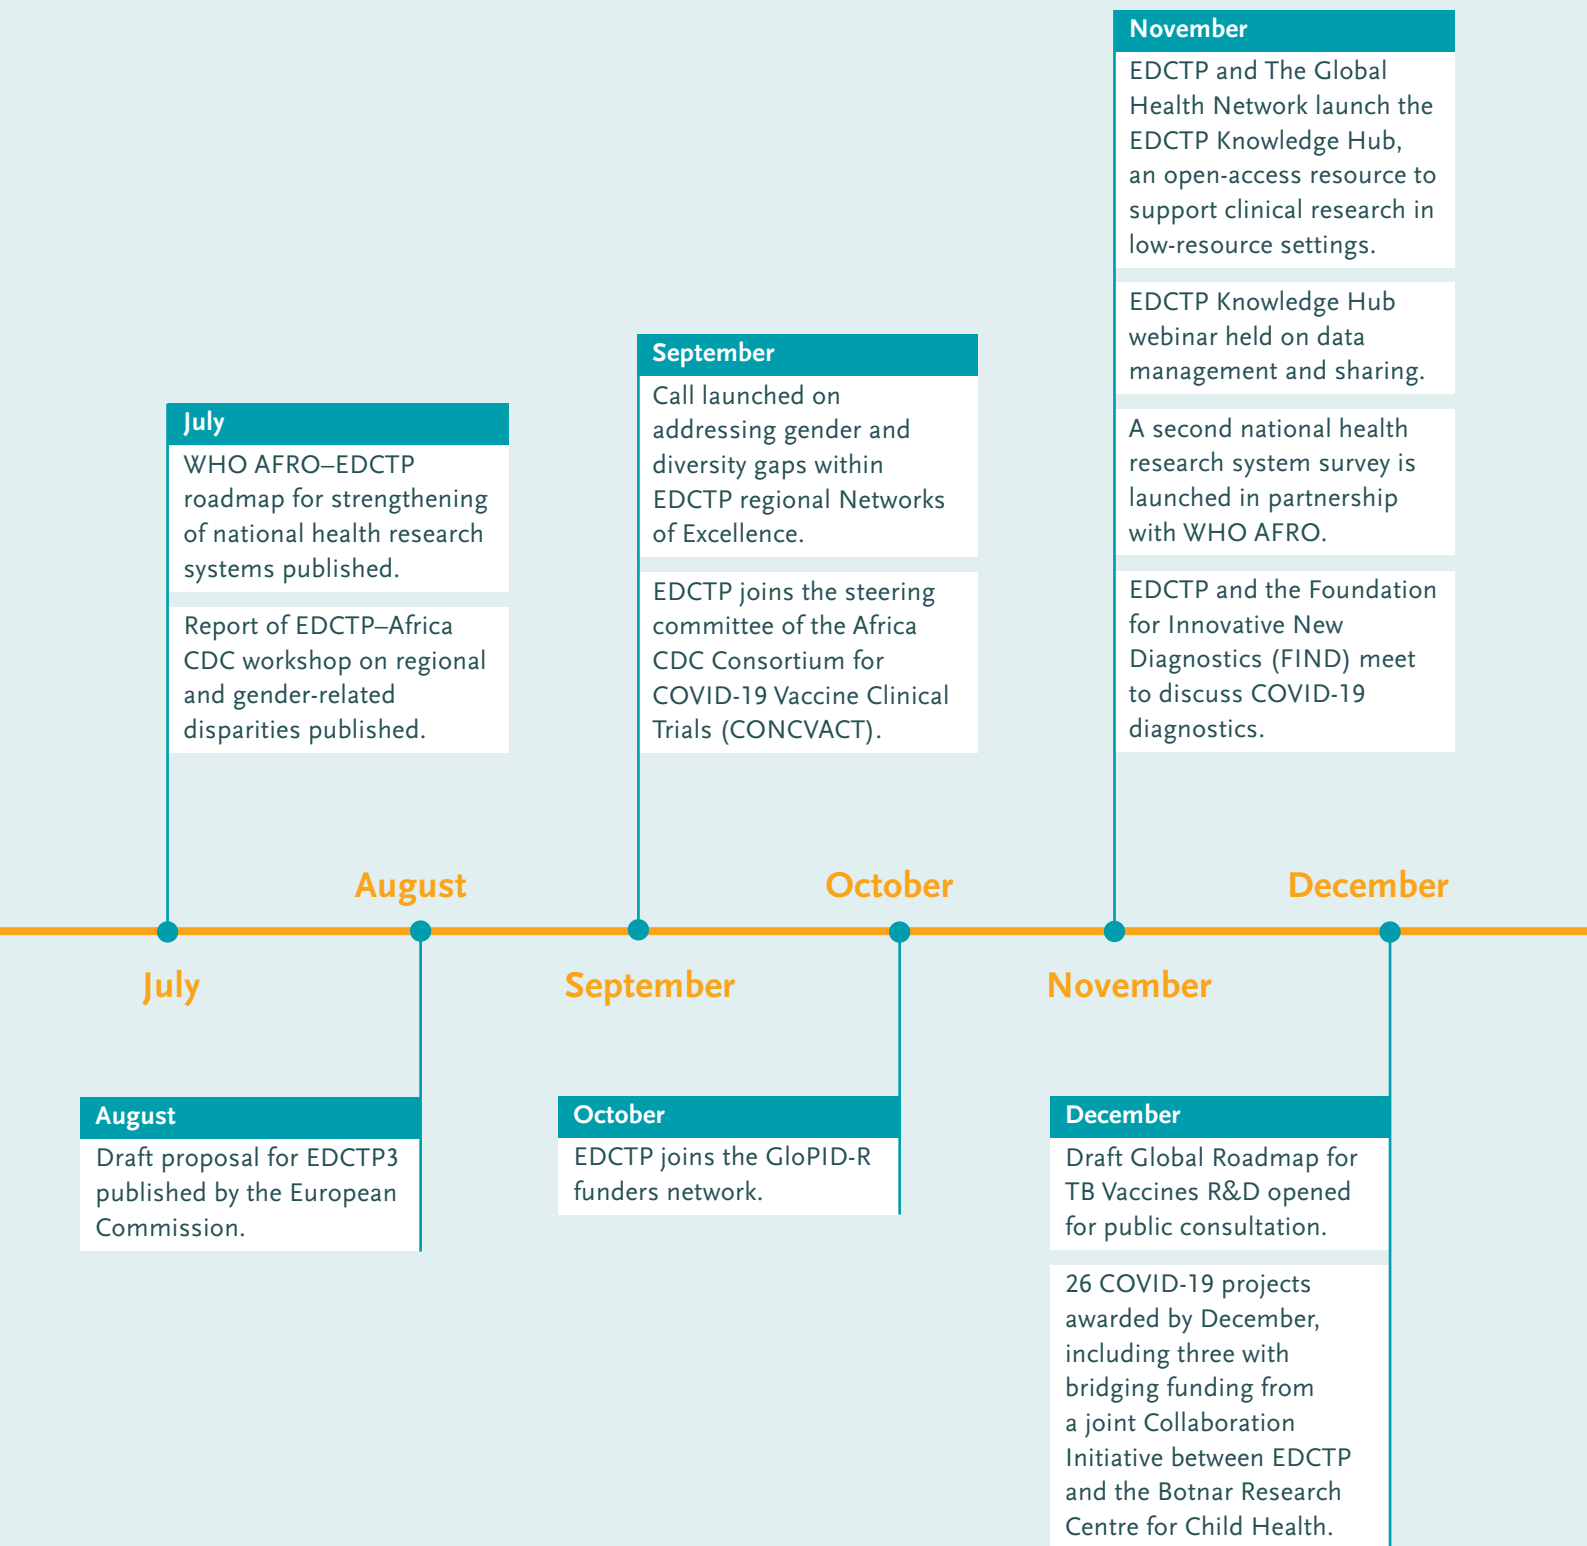 November
EDCTP and The Global
Health Network launch the
EDCTP Knowledge Hub,
an open-access resource to
support clinical research in
low-resource settings.
EDCTP Knowledge Hub
webinar held on data
management and sharing.
A second national health
research system survey is
launched in partnership
with WHO AFRO.
EDCTP and the Foundation
for Innovative New
Diagnostics (FIND) meet
to discuss COVID-19
diagnostics.
September
Call launched on
addressing gender and
diversity gaps within
EDCTP regional Networks
of Excellence.
EDCTP joins the steering
committee of the Africa
CDC Consortium for
COVID-19 Vaccine Clinical
Trials (CONCVACT).
July
WHO AFRO–EDCTP
roadmap for strengthening
of national health research
systems published.
Report of EDCTP–Africa
CDC workshop on regional
and gender-related
disparities published.
August
October
December
July
September
November
August
Draft proposal for EDCTP3
published by the European
Commission.
October
EDCTP joins the GloPID-R
funders network.
December
Draft Global Roadmap for
TB Vaccines R&D opened
for public consultation.
26 COVID-19 projects
awarded by December,
including three with
bridging funding from
a joint Collaboration
Initiative between EDCTP
and the Botnar Research
Centre for Child Health.